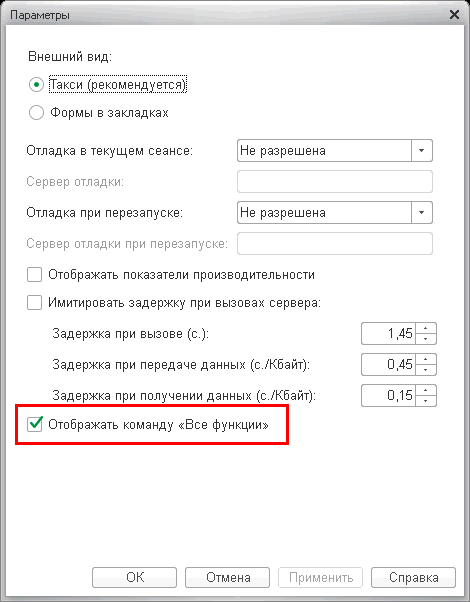 Параметры
Внешний вид:
Такси (рекомендуется)
Формы в закладках
Отладка в текущем сеансе: Не разрешена
Сервер отладки:
Отладка при перезапуске: Не разрешена
Сервер отладки при перезапуске:
Отображать показатели производительности
Имитировать задержку при вызовах сервера:
Задержка при вызове (с.): 1,45
Задержка при передаче данных (с./Кбайт): 0,45
Задержка при получении данных (с./Кбайт): 0,15
Отображать команду «Все функции»
ОК Отмена Применить Справка